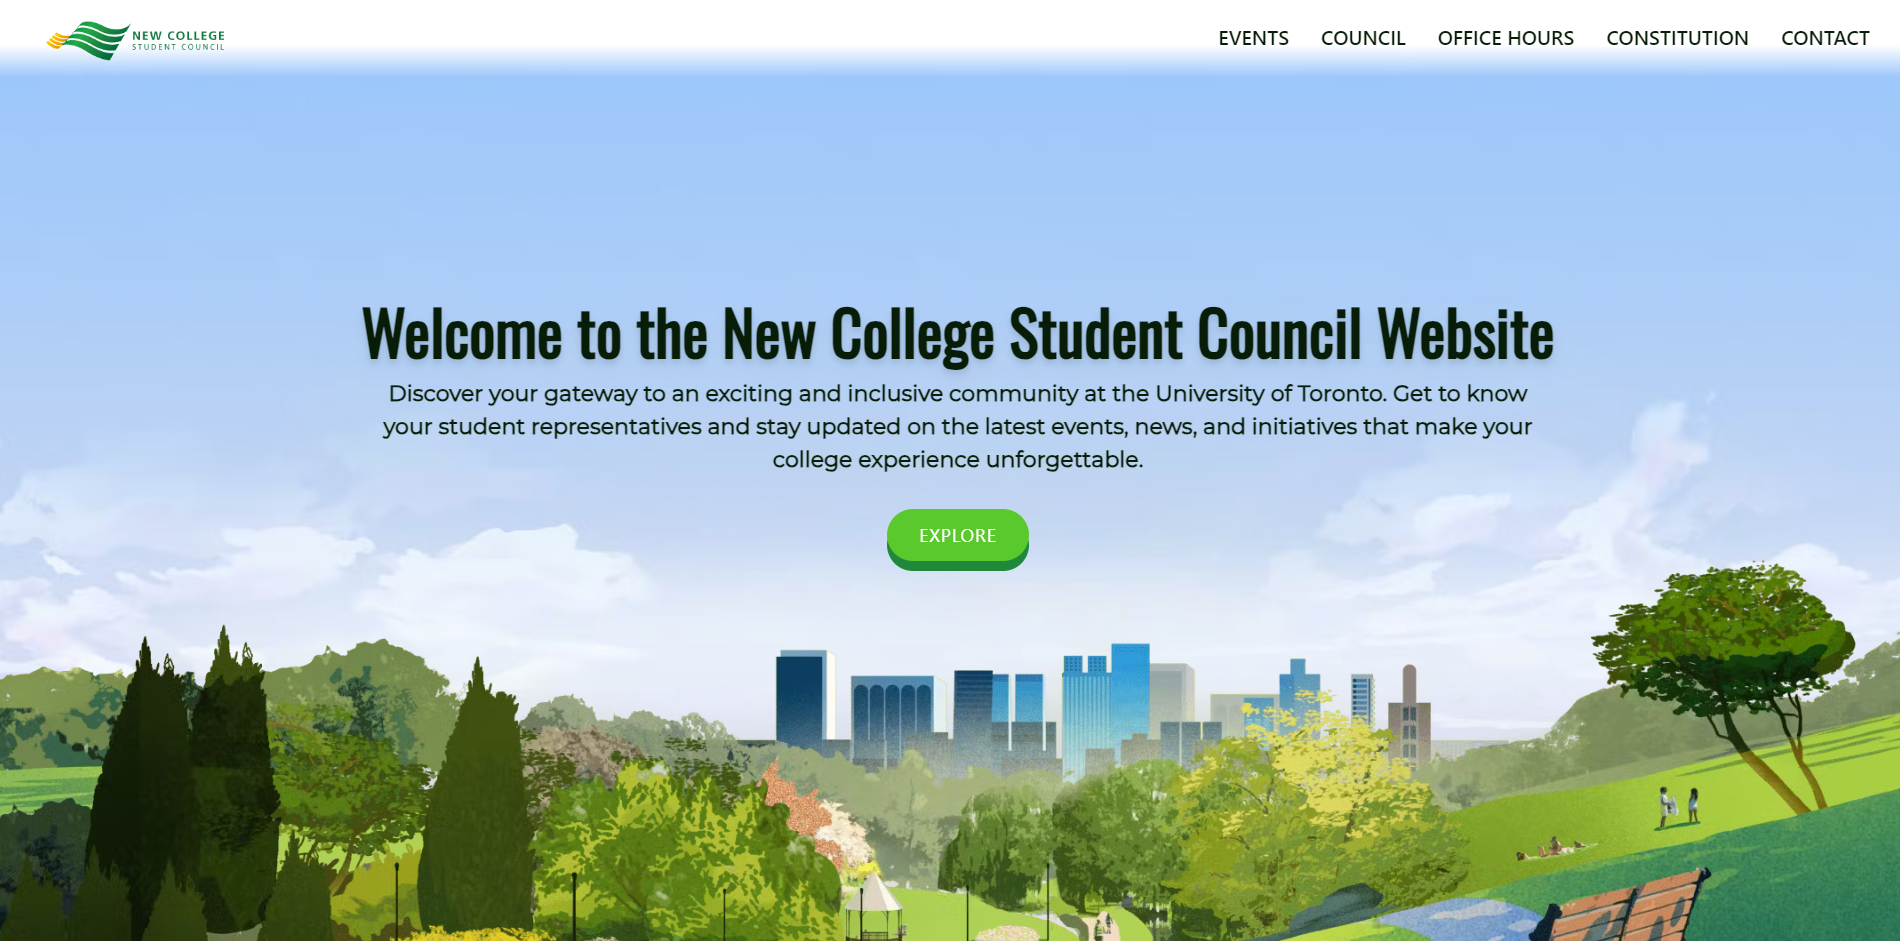 NEW COLLEGE
STUDENT COUNCIL
EVENTS COUNCIL OFFICE HOURS CONSTITUTION CONTACT
Welcome to the New College Student Council Website
Discover your gateway to an exciting and inclusive community at the University of Toronto. Get to know
your student representatives and stay updated on the latest events, news, and initiatives that make your
college experience unforgettable.
EXPLORE